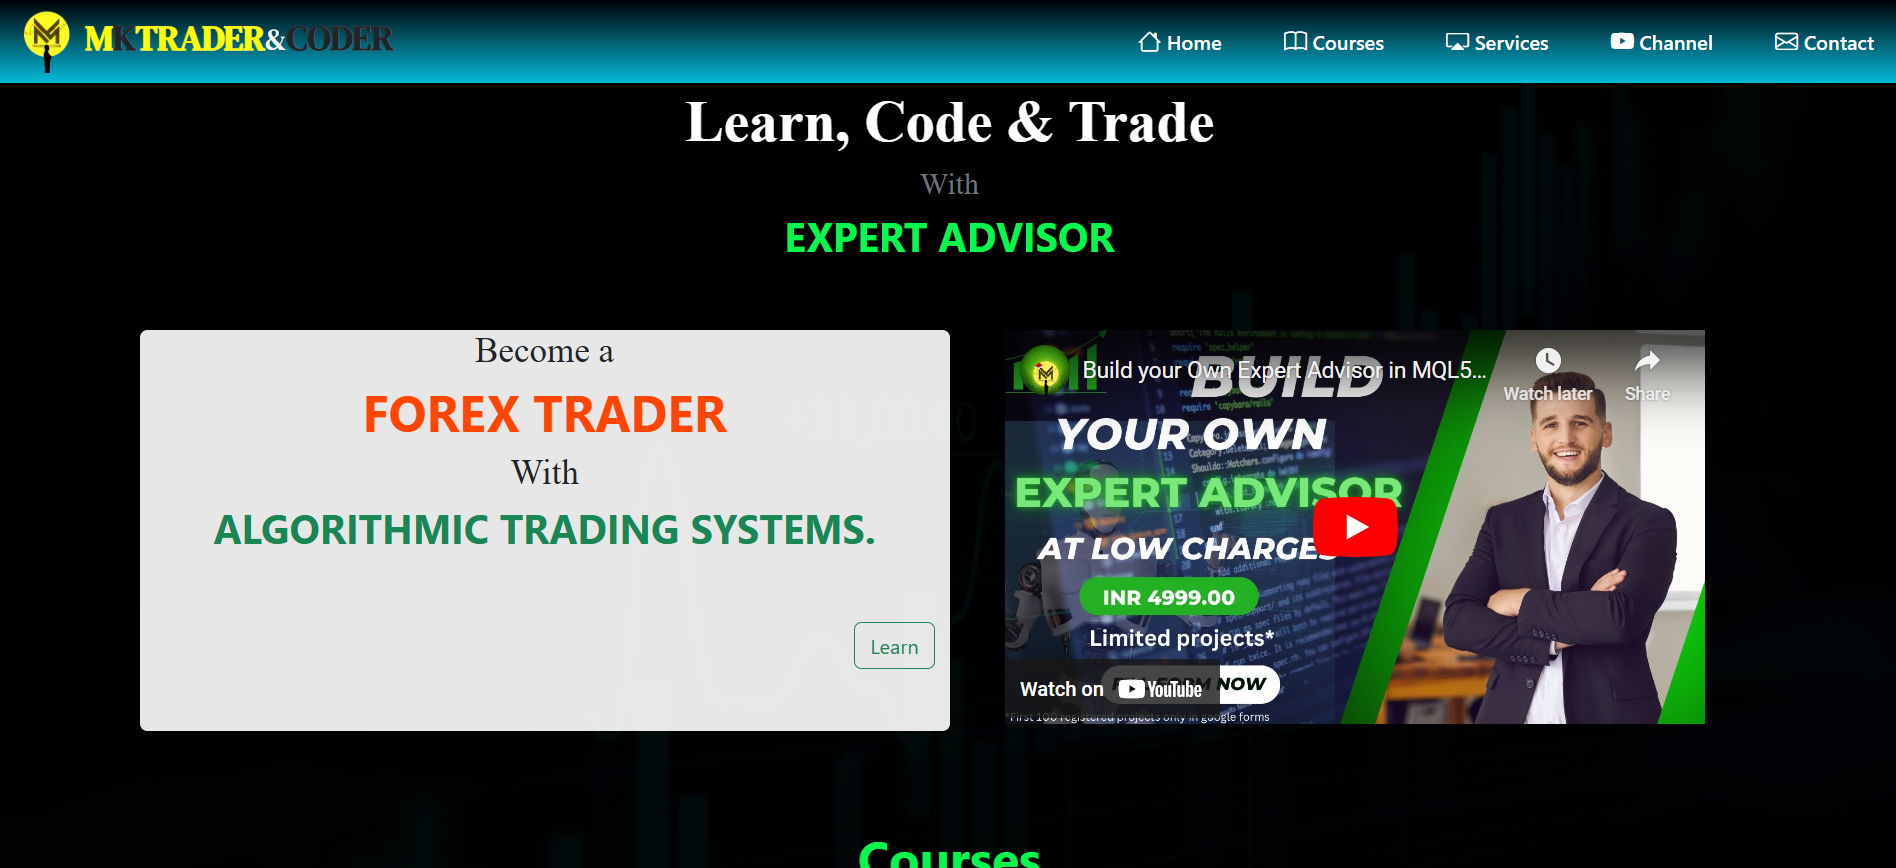 MKTRADER&CODER
Home
Courses
Services
Channel
Contact
Learn, Code & Trade
With
EXPERT ADVISOR
Become a
FOREX TRADER
With
ALGORITHMIC TRADING SYSTEMS.
Learn
Build your Own Expert Advisor in MQL5...
Watch later
Share
BUILD
YOUR OWN
EXPERT ADVISOR
AT LOW CHARGES
INR 4999.00
Limited projects*
FORM NOW
Watch on YouTube
*First 100 registered projects only in google forms
Courses